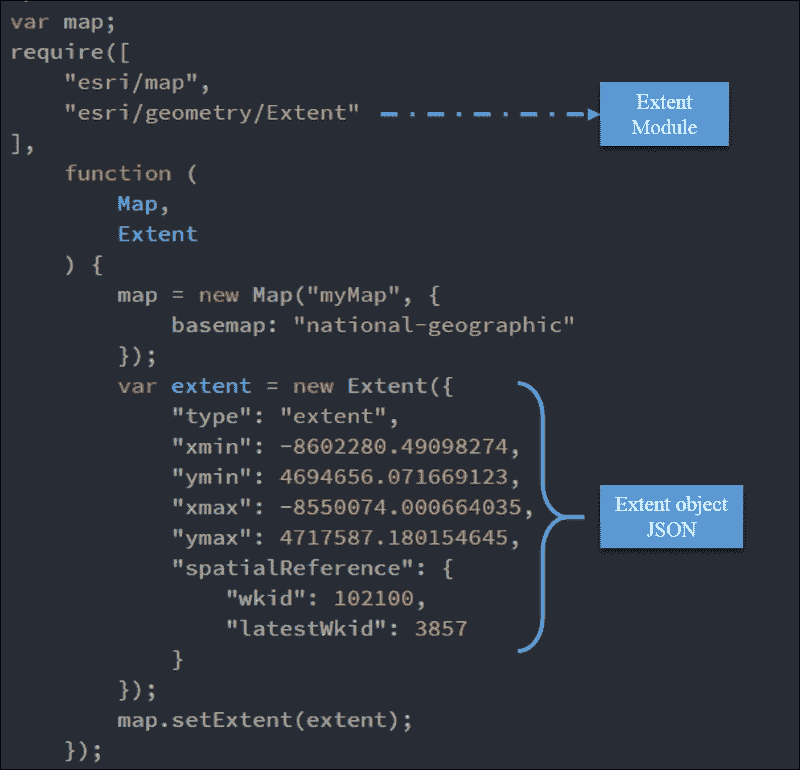 var map;
require([
"esri/map",
"esri/geometry/Extent"
Extent
Module
],
function (
Map,
Extent
) {
map = new Map("myMap", {
basemap: "national-geographic"
});
var extent = new Extent({
"type": "extent",
"xmin": -8602280.49098274,
"ymin": 4694656.071669123,
"xmax": -8550074.000664035,
"ymax": 4717587.180154645,
"spatialReference": {
"wkid": 102100,
"latestWkid": 3857
}
});
map.setExtent(extent);
});
Extent object
JSON